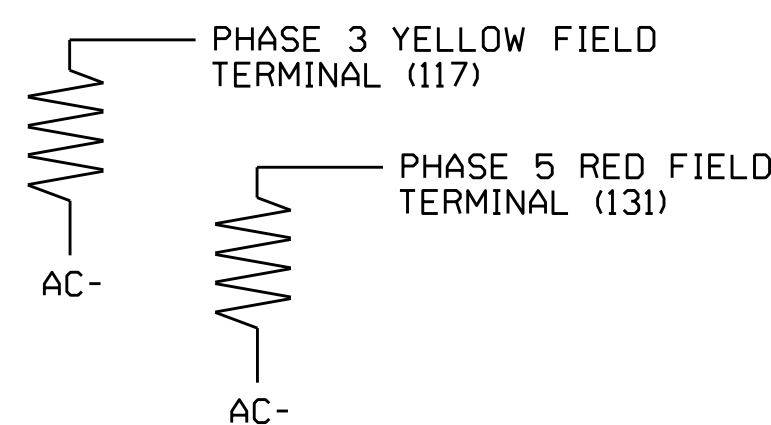 PHASE 3 YELLOW FIELD
TERMINAL (117)
PHASE 5 RED FIELD
TERMINAL (131)
AC-
AC-